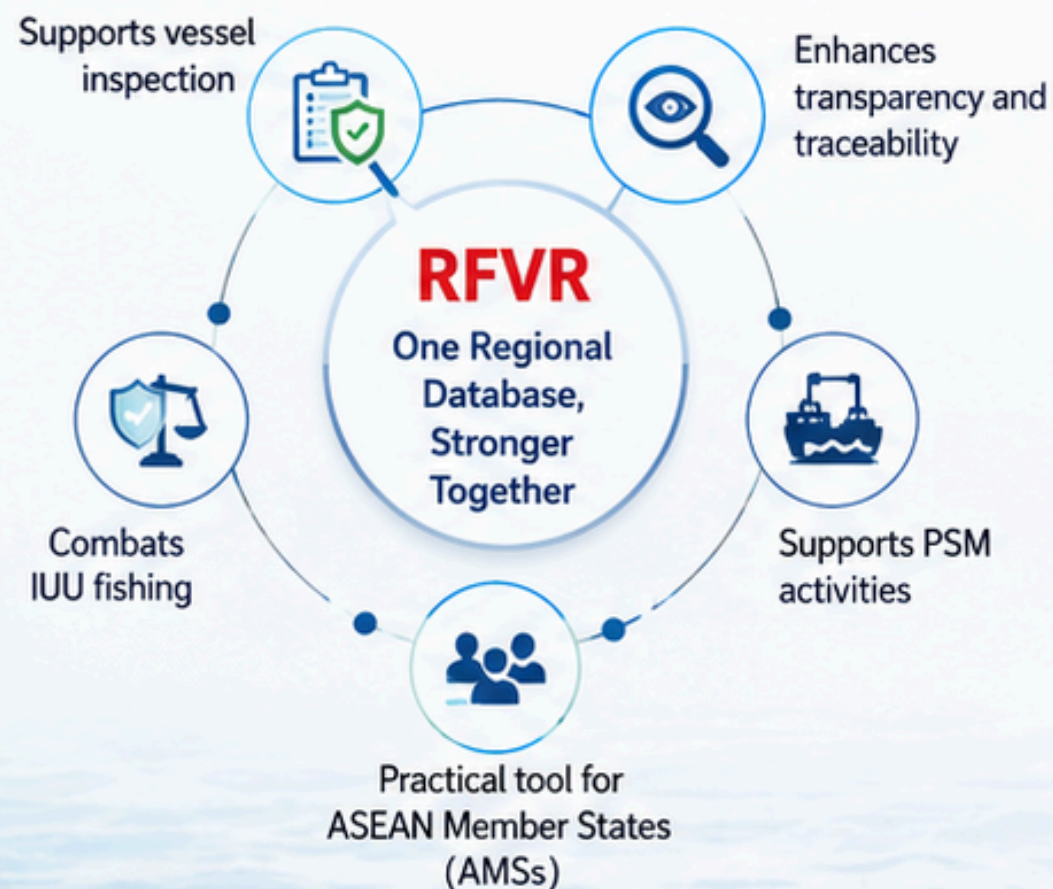 Supports vessel
inspection
Enhances
transparency and
traceability
RFVR
One Regional
Database,
Stronger
Together
Combats
IUU fishing
Supports PSM
activities
Practical tool for
ASEAN Member States
(AMSs)